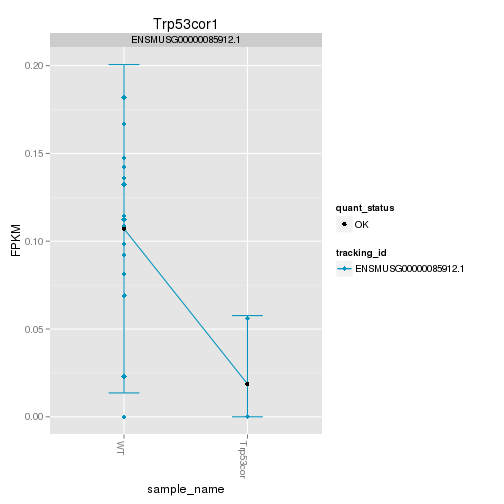 Trp53cor1
ENSMUSG00000085912.1
0.20
0.15
0.10
0.05
0.00
FPKM
WT
Trp53cor
sample_name
quant_status
OK
tracking_id
ENSMUSG00000085912.1